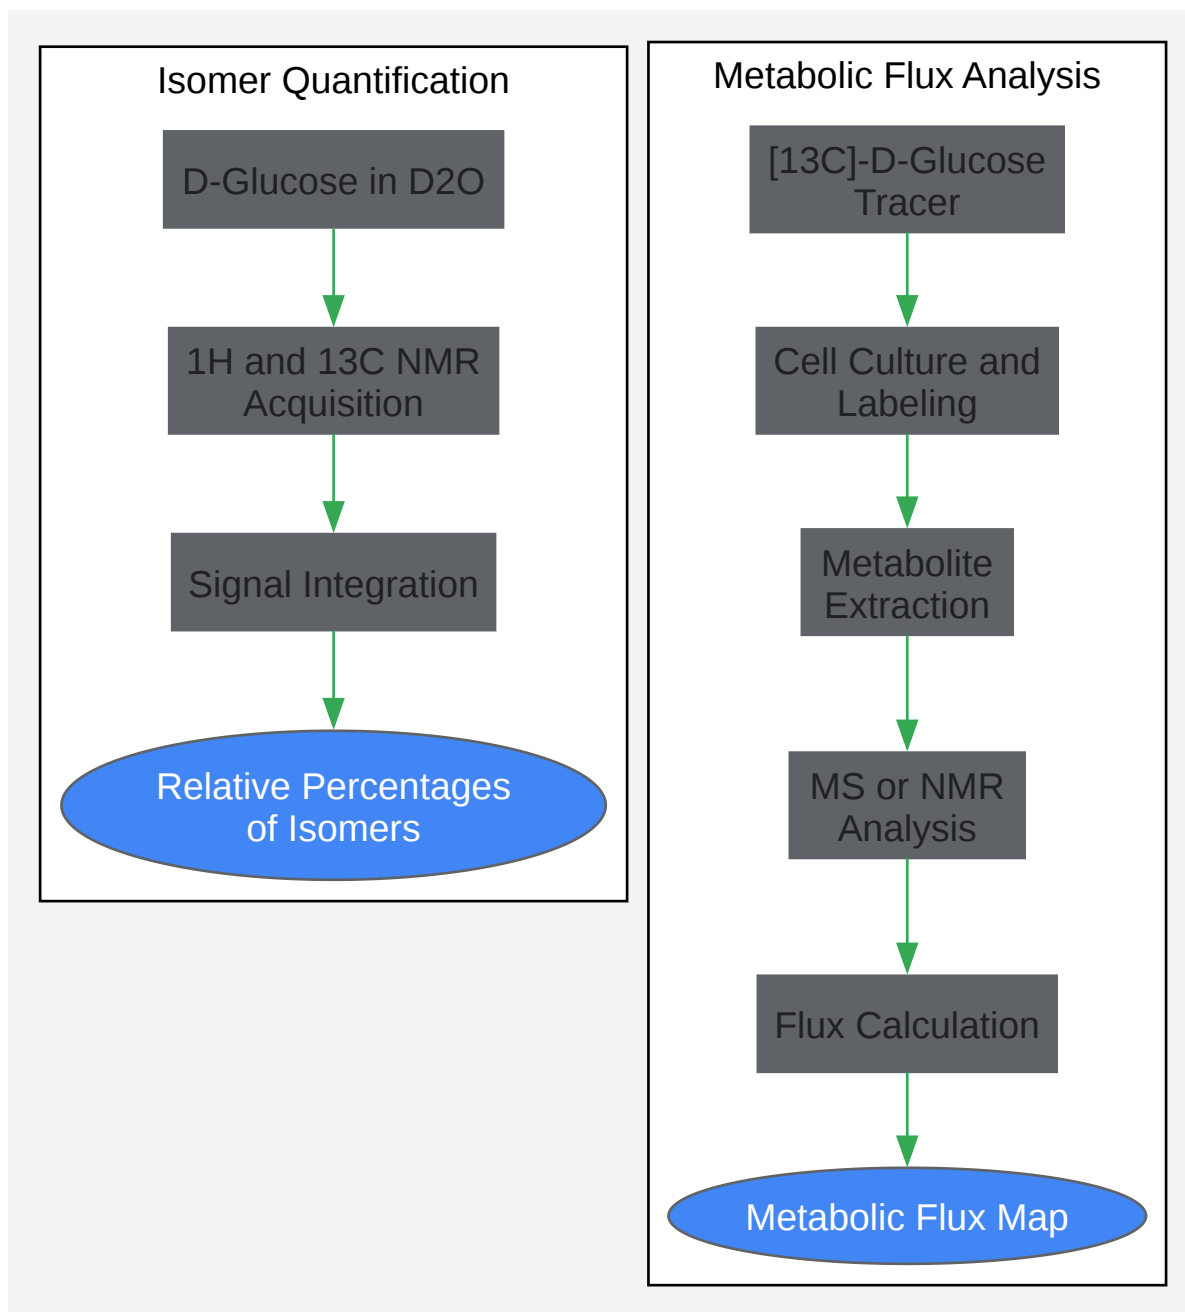 Isomer Quantification
D-Glucose in D2O
1H and 13C NMR
Acquisition
Signal Integration
Relative Percentages
of Isomers
Metabolic Flux Analysis
[13C]-D-Glucose
Tracer
Cell Culture and
Labeling
Metabolite
Extraction
MS or NMR
Analysis
Flux Calculation
Metabolic Flux Map